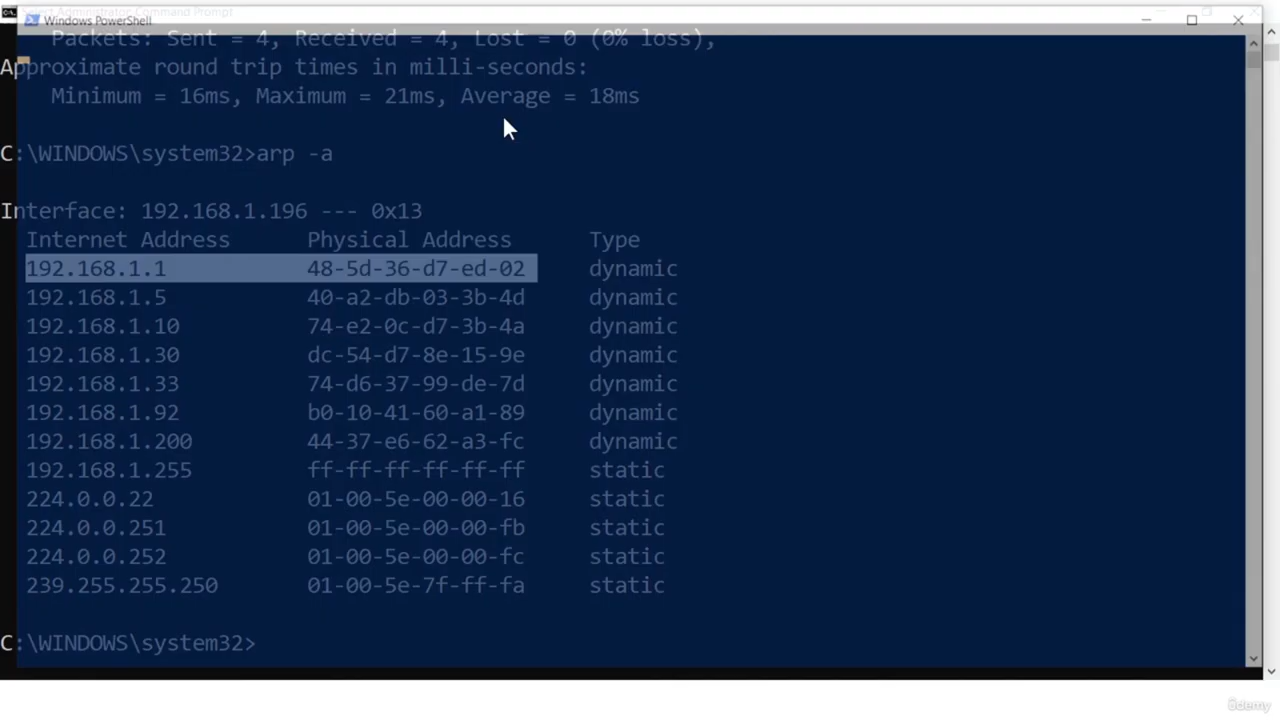 Select Administrator Command Prompt
Windows PowerShell
Packets: Sent = 4, Received = 4, Lost = 0 (0% loss),
Approximate round trip times in milli-seconds:
Minimum = 16ms, Maximum = 21ms, Average = 18ms
C:\WINDOWS\system32>arp -a
Interface: 192.168.1.196 --- 0x13
Internet Address Physical Address Type
192.168.1.1 48-5d-36-d7-ed-02 dynamic
192.168.1.5 40-a2-db-03-3b-4d dynamic
192.168.1.10 74-e2-0c-d7-3b-4a dynamic
192.168.1.30 dc-54-d7-8e-15-9e dynamic
192.168.1.33 74-d6-37-99-de-7d dynamic
192.168.1.92 b0-10-41-60-a1-89 dynamic
192.168.1.200 44-37-e6-62-a3-fc dynamic
192.168.1.255 ff-ff-ff-ff-ff-ff static
224.0.0.22 01-00-5e-00-00-16 static
224.0.0.251 01-00-5e-00-00-fb static
224.0.0.252 01-00-5e-00-00-fc static
239.255.255.250 01-00-5e-7f-ff-fa static
C:\WINDOWS\system32>
ûdemy